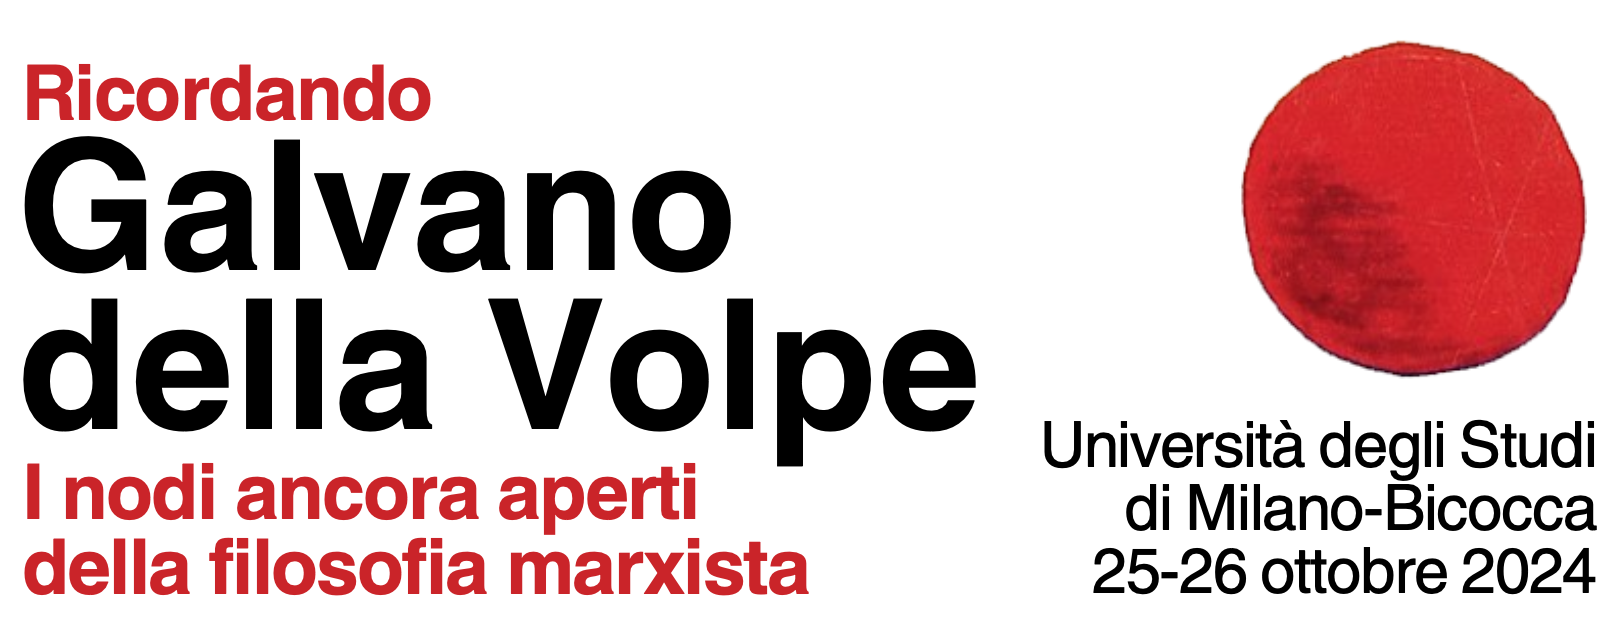 Ricordando
Galvano
della Volpe
I nodi ancora aperti
della filosofia marxista
Università degli Studi
di Milano-Bicocca
25-26 ottobre 2024